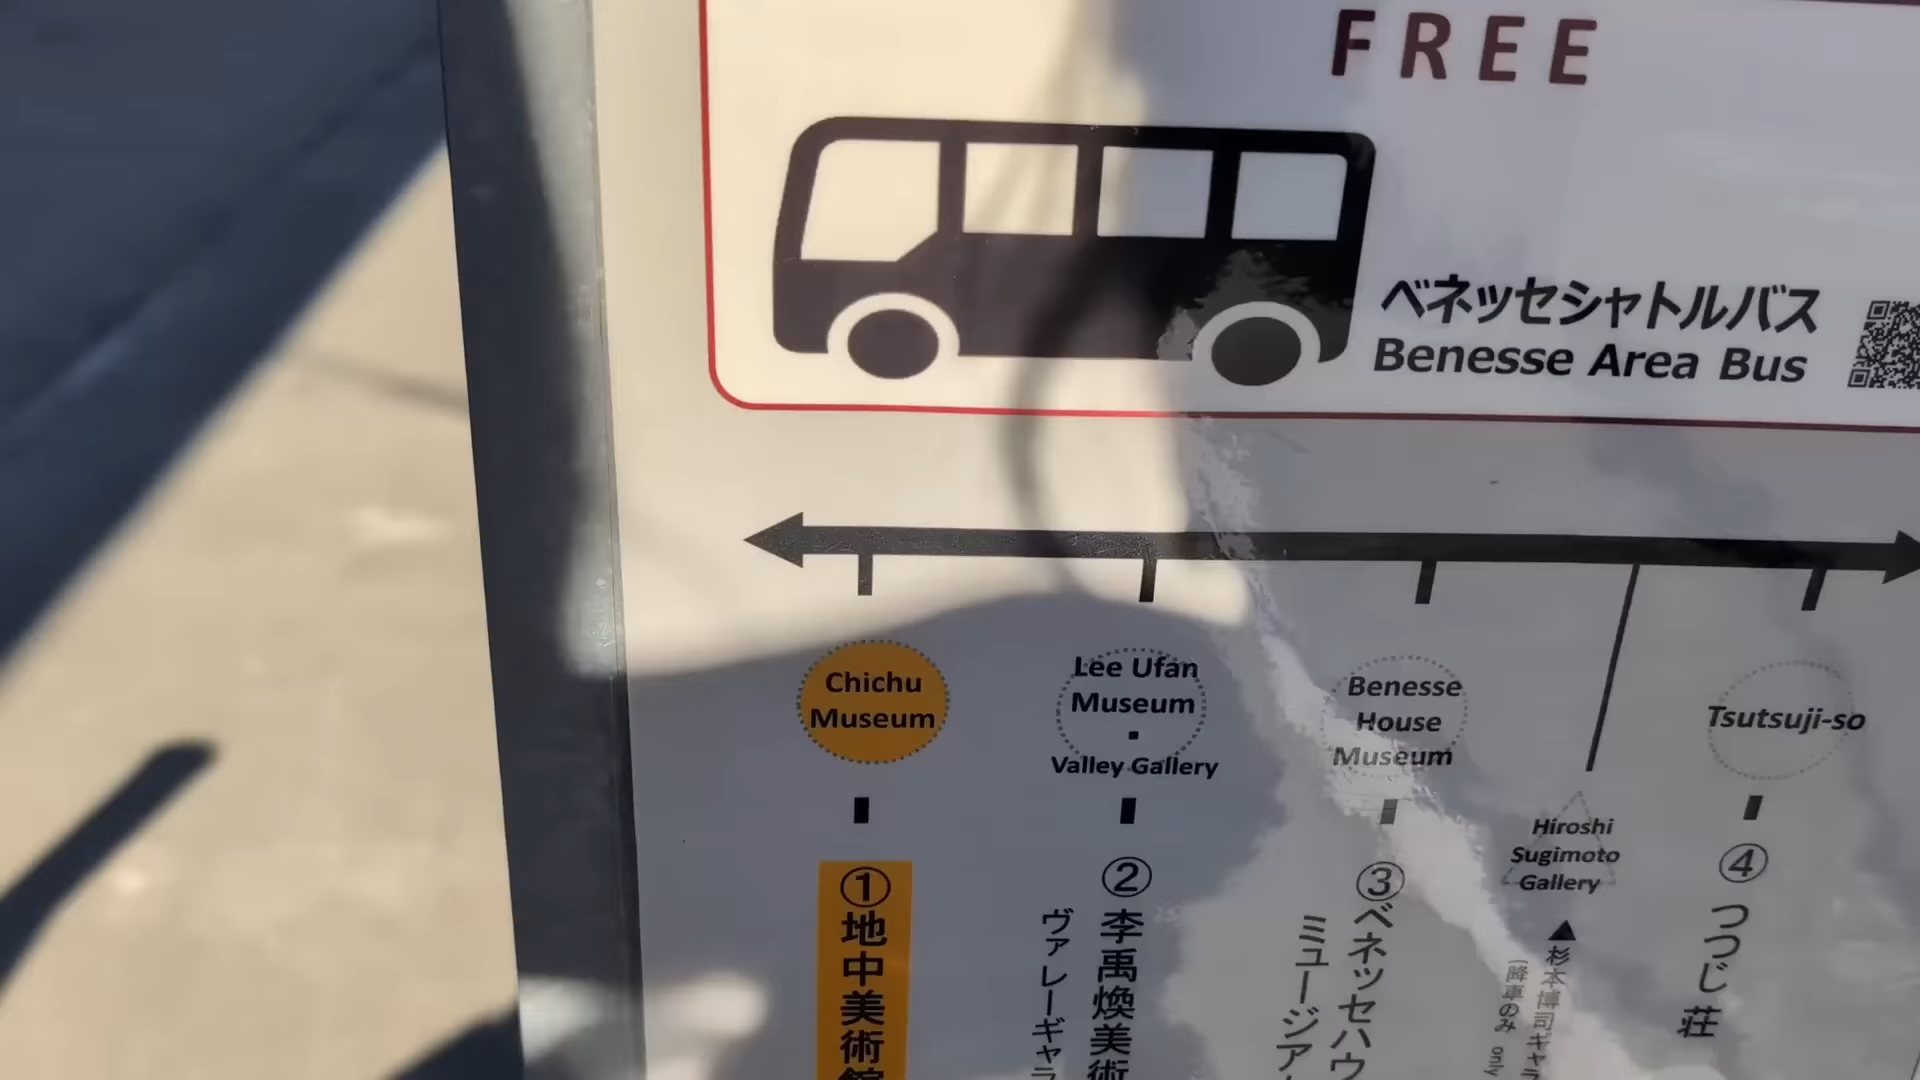 FREE
ベネッセシャトルバス
Benesse Area Bus
Chichu
Museum
Lee Ufan
Museum
・
Valley Gallery
Benesse
House
Museum
Hiroshi
Sugimoto
Gallery
Tsutsuji-so
①地中美術館
②李禹煥美術
ヴァレーギャラ
③ベネッセハウ
ミュージア
▲杉本博司ギャラ
(降車のみ only
④つつじ荘